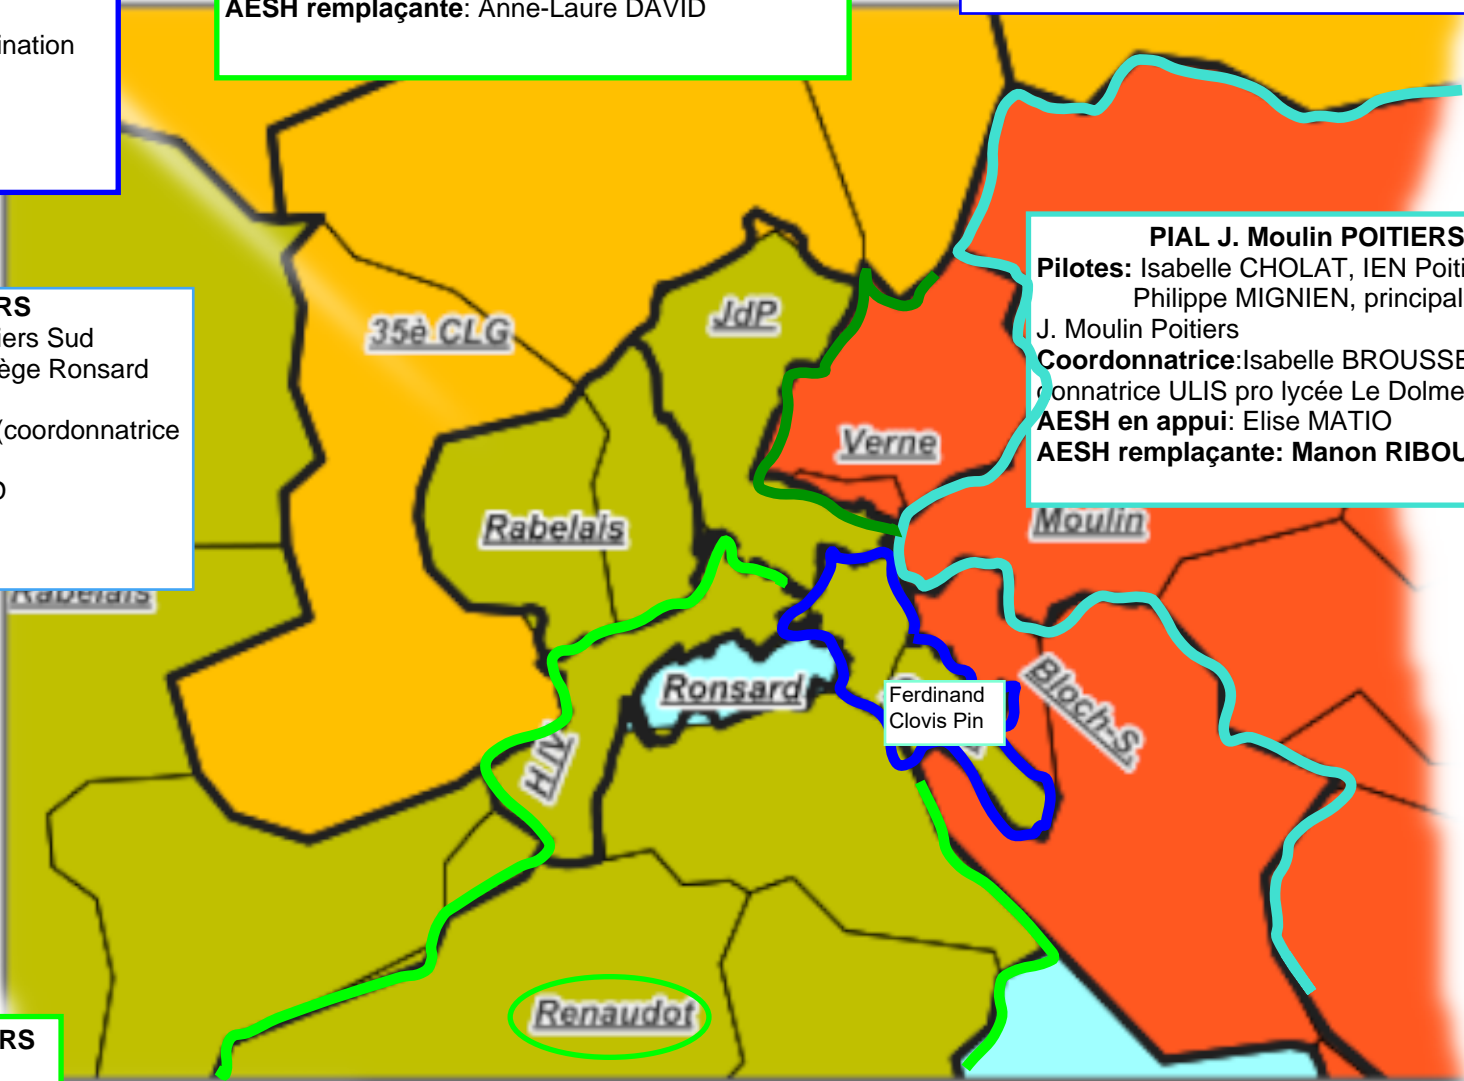 ination
AESH remplaçante: Anne-Laure DAVID
RS
iers Sud
ège Ronsard
(coordonnatrice
D
Rabelais
35è CLG
JdP
Verne
Rabelais
PIAL J. Moulin POITIERS
Pilotes: Isabelle CHOLAT, IEN Poiti
Philippe MIGNIEN, principal
J. Moulin Poitiers
Coordonnatrice:Isabelle BROUSSE
connatrice ULIS pro lycée Le Dolme
AESH en appui: Elise MATIO
AESH remplaçante: Manon RIBOU
Moulin
Ronsard
Ferdinand
Clovis Pin
Bloch-S.
H IV
Renaudot
RS